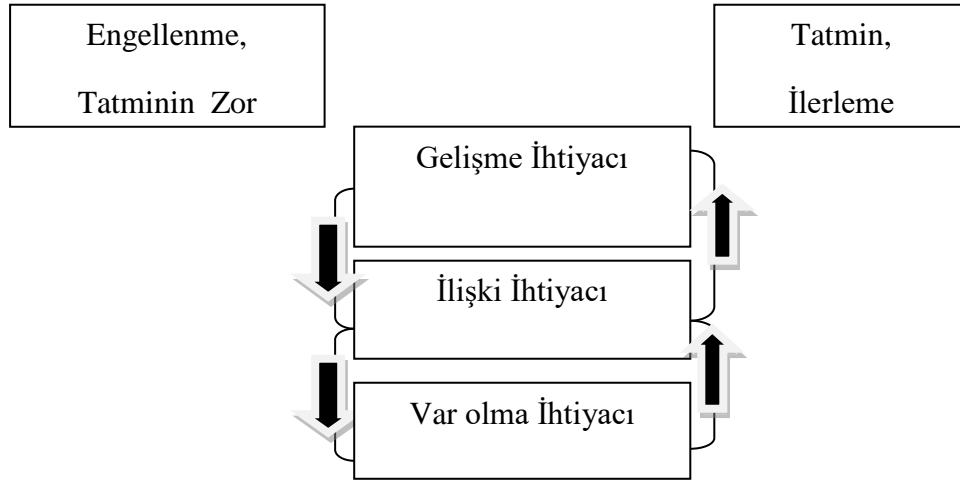 Engellenme,
Tatminin Zor
Tatmin,
İlerleme
Gelişme İhtiyacı
İlişki İhtiyacı
Var olma İhtiyacı